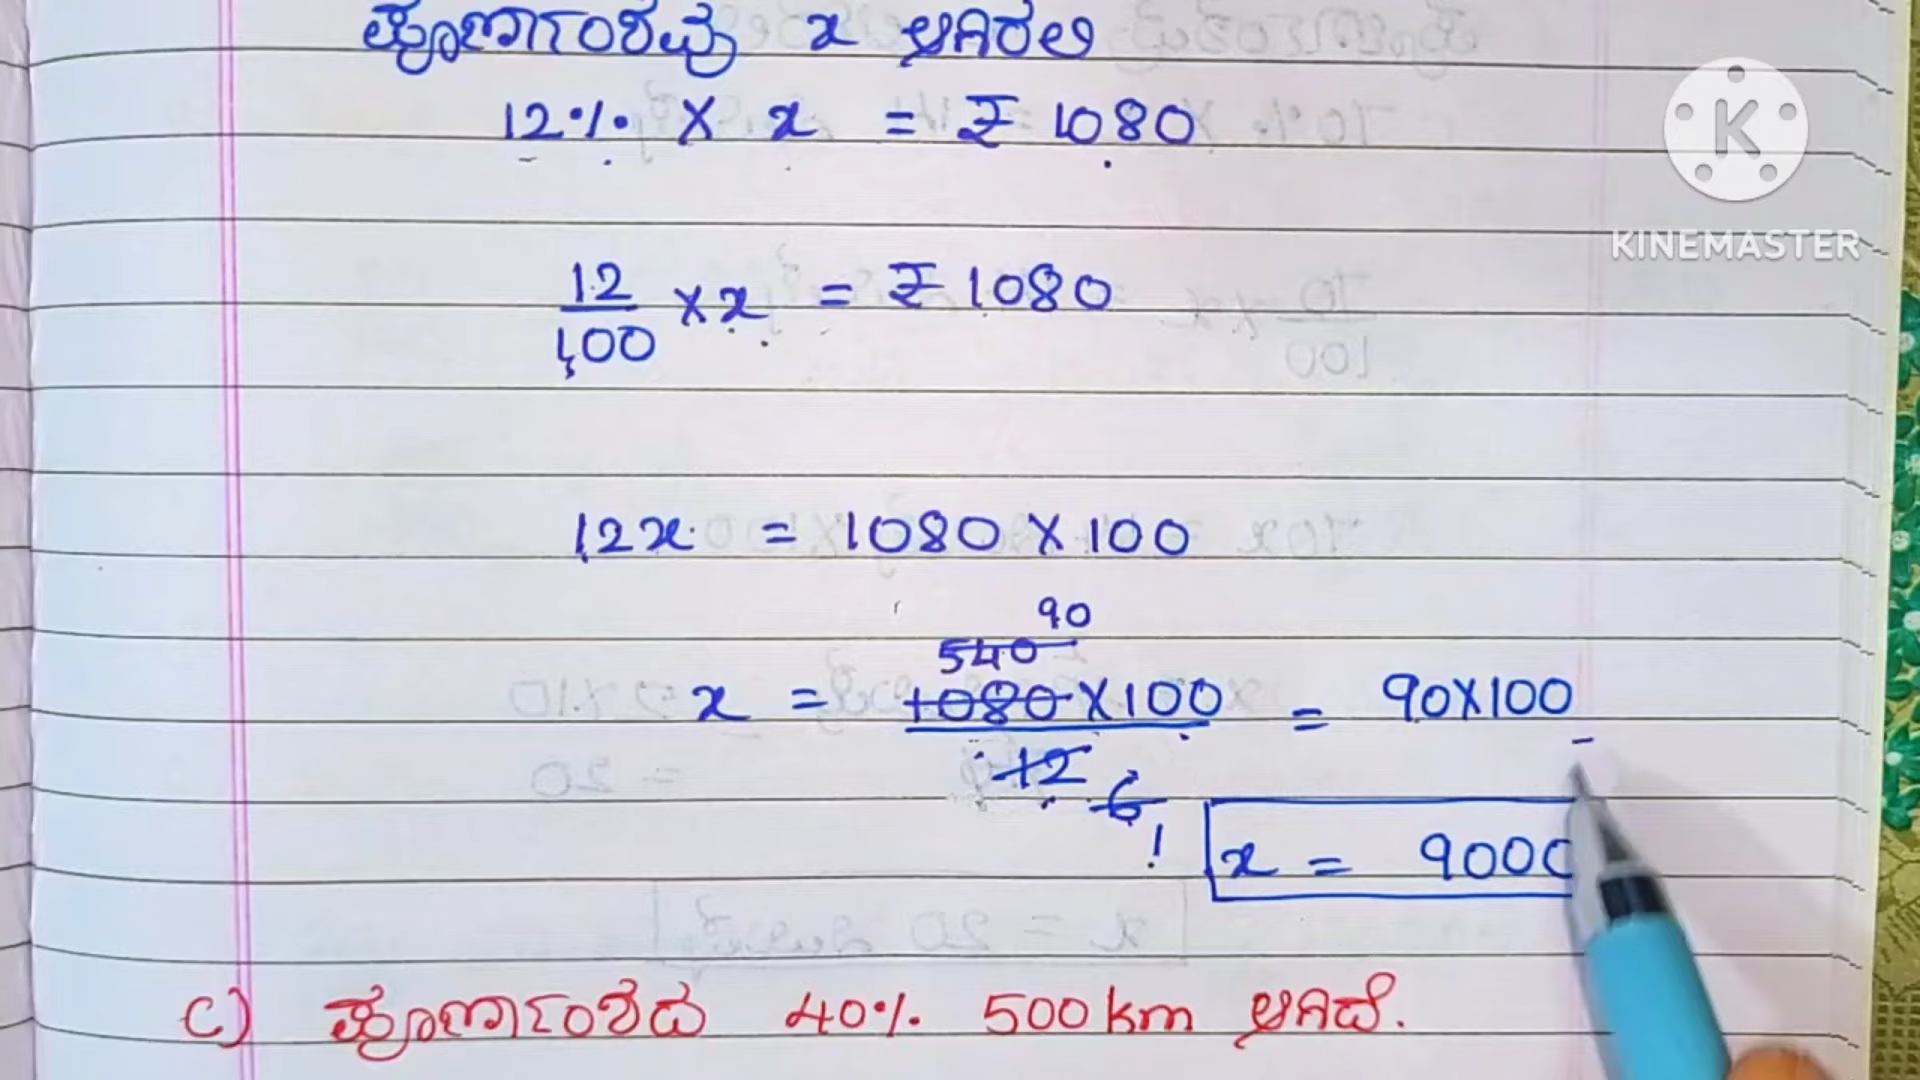 ಪೂರ್ಣಾಂಶವು x ಆಗಿರಲಿ
12% × x = ₹ 1080
K
KINEMASTER
12/100 × x = ₹ 1080
12x = 1080 × 100
90
540
x = 1080 × 100 = 90 × 100
12 6
1
x = 9000
c) ಪೂರ್ಣಾಂಶದ 40% 500 km ಆಗಿದೆ.